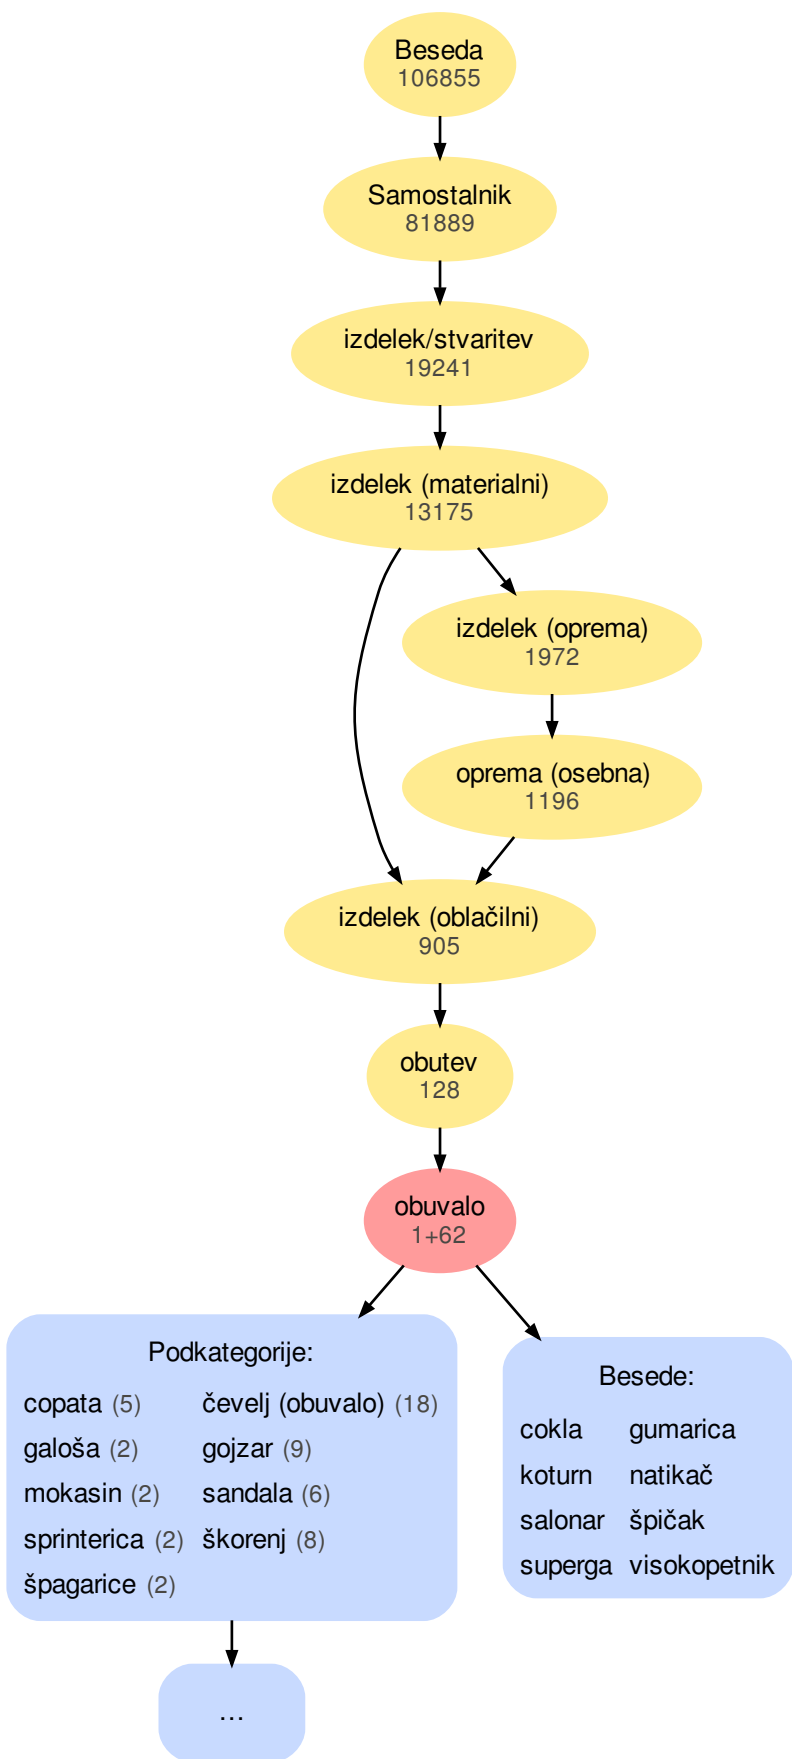 Beseda
106855
Samostalnik
81889
izdelek/stvaritev
19241
izdelek (materialni)
13175
izdelek (oprema)
1972
oprema (osebna)
1196
izdelek (oblačilni)
905
obutev
128
obuvalo
1+62
Podkategorije:
copata (5) čevelj (obuvalo) (18)
galoša (2) gojzar (9)
mokasin (2) sandala (6)
sprinterica (2) škorenj (8)
špagarice (2)
Besede:
cokla gumarica
koturn natikač
salonar špičak
superga visokopetnik
...